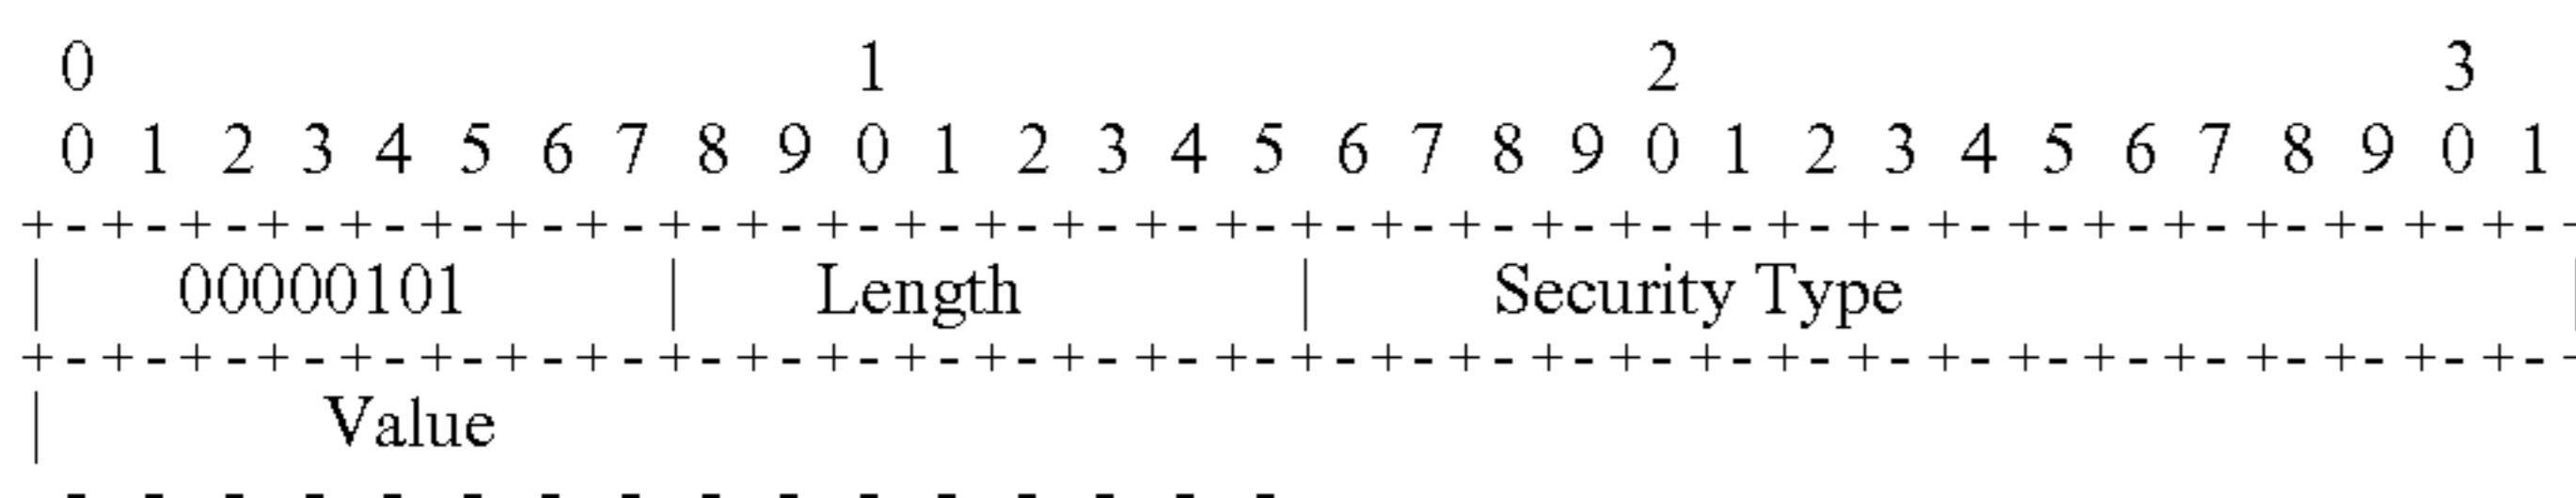 0 1 2 3
0 1 2 3 4 5 6 7 8 9 0 1 2 3 4 5 6 7 8 9 0 1 2 3 4 5 6 7 8 9 0 1
+-+-+-+-+-+-+-+-+-+-+-+-+-+-+-+-+-+-+-+-+-+-+-+-+-+-+-+-+-+-+-+-+
| 00000101 | Length | Security Type |
+-+-+-+-+-+-+-+-+-+-+-+-+-+-+-+-+-+-+-+-+-+-+-+-+-+-+-+-+-+-+-+-+
| Value
- - - - - - - - - - - - - - - -